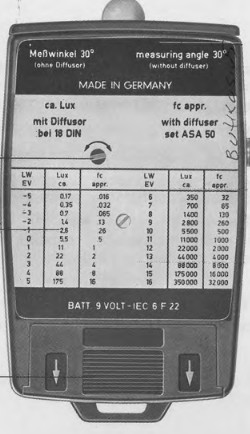 Meßwinkel 30° measuring angle 30°
(ohne Diffusor) (without diffuser)
MADE IN GERMANY
ca. Lux fc appr.
mit Diffusor with diffuser
bei 18 DIN set ASA 50
LW Lux fc LW Lux fc
EV ca. appr. EV ca. appr.
-5 0,17 .016 6 350 32
-4 0,35 .032 7 700 65
-3 0,7 .065 8 1400 130
-2 1,4 13 9 2800 260
-1 2,8 26 10 5500 500
0 5,5 5 11 11000 1000
1 11 1 12 22000 2000
2 22 2 13 44000 4000
3 44 4 14 88000 8000
4 88 8 15 175000 16000
5 175 16 16 350000 32000
BATT. 9 VOLT-IEC 6 F 22